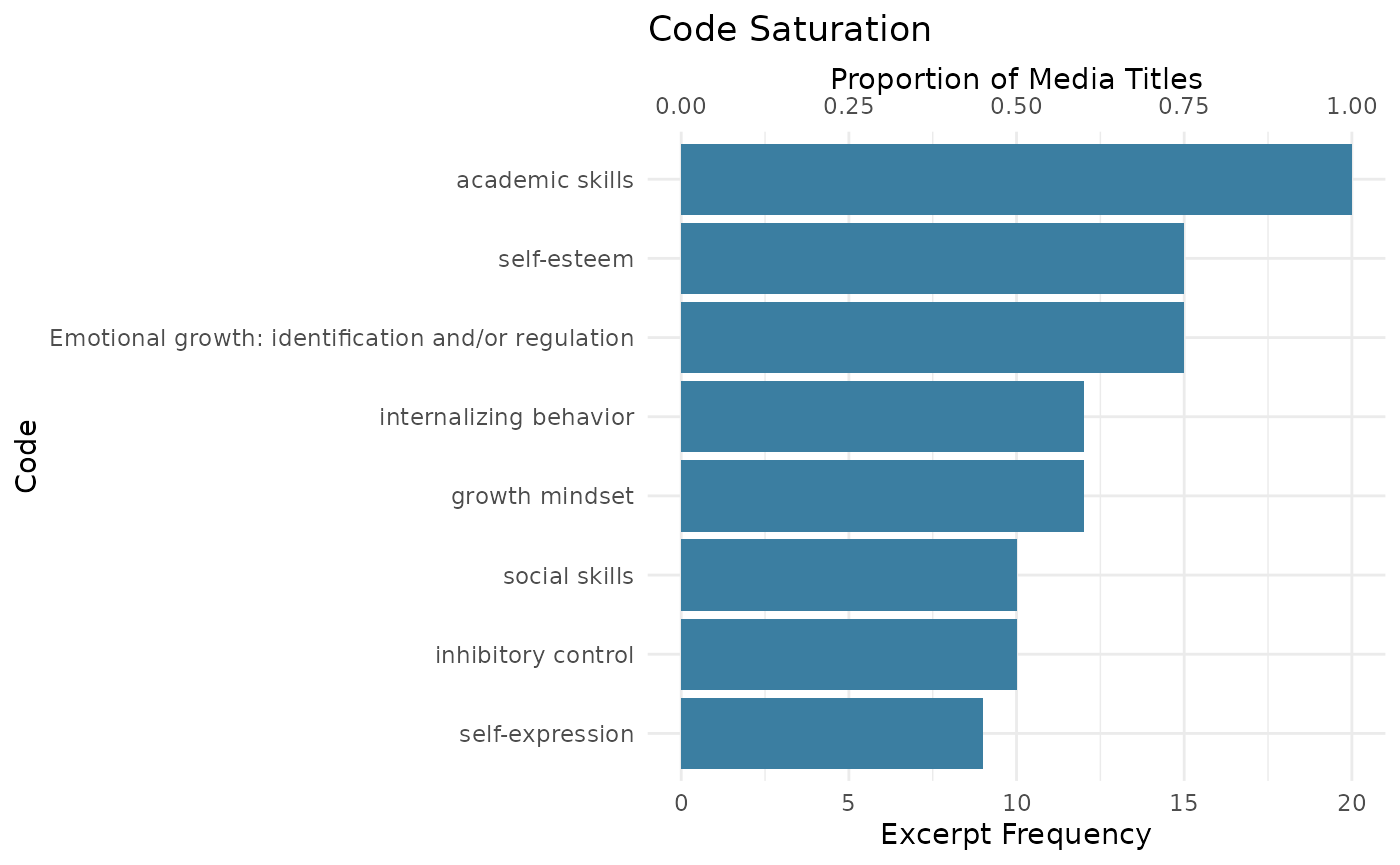 Code Saturation
Proportion of Media Titles
0.00 0.25 0.50 0.75 1.00
academic skills
self-esteem
Emotional growth: identification and/or regulation
internalizing behavior
growth mindset
social skills
inhibitory control
self-expression
Code
0 5 10 15 20
Excerpt Frequency